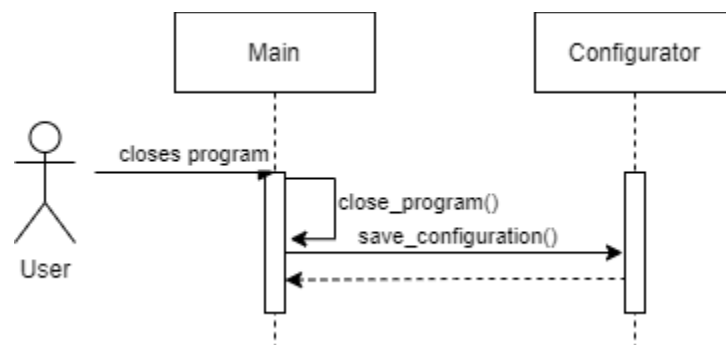 Main
Configurator
closes program
close_program()
save_configuration()
User